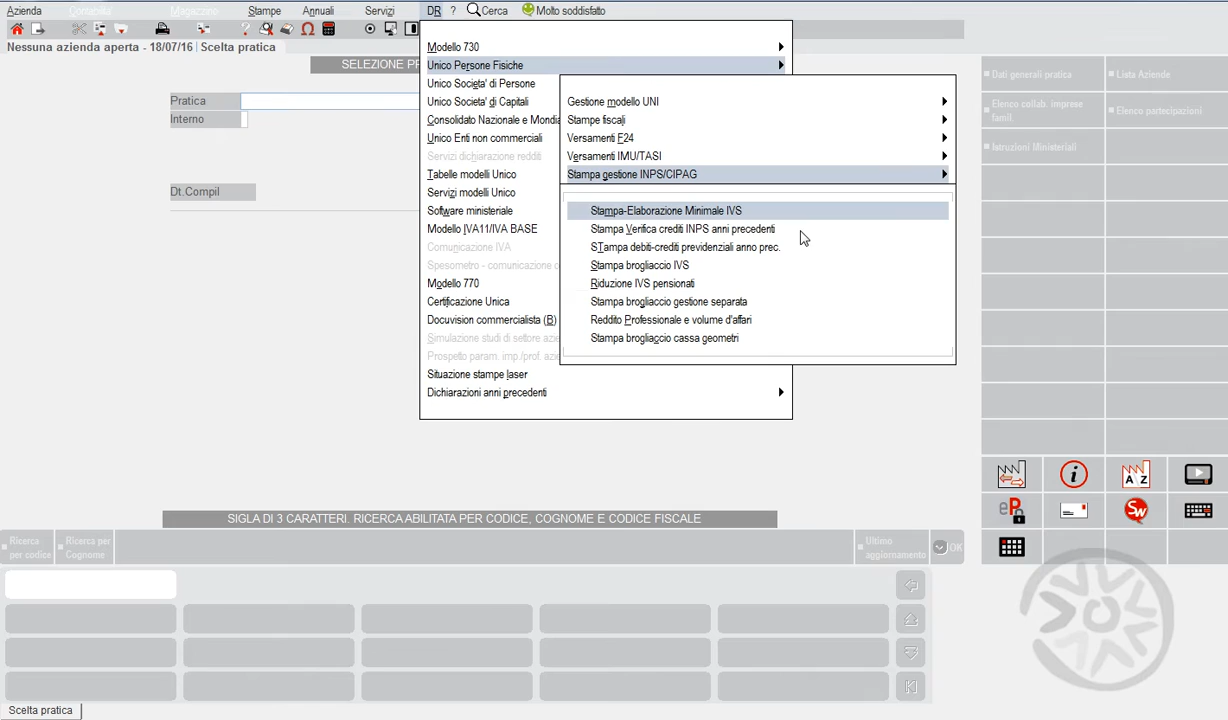 Azienda Contabilità Magazzino Stampe Annuali Servizi DR ? Cerca Molto soddisfatto
Nessuna azienda aperta - 18/07/16 | Scelta pratica
SELEZIONE PR
Pratica
Interno
Dt.Compil
Modello 730
Unico Persone Fisiche
Unico Societa' di Persone
Unico Societa' di Capitali
Consolidato Nazionale e Mondia
Unico Enti non commerciali
Servizi dichiarazione redditi
Tabelle modelli Unico
Servizi modelli Unico
Software ministeriale
Modello IVA11/IVA BASE
Comunicazione IVA
Spesometro - comunicazione o
Modello 770
Certificazione Unica
Docuvision commercialista (B)
Simulazione studi di settore azie
Prospetto param. imp./prof. azie
Situazione stampe laser
Dichiarazioni anni precedenti
Gestione modello UNI
Stampe fiscali
Versamenti F24
Versamenti IMU/TASI
Stampa gestione INPS/CIPAG
Stampa-Elaborazione Minimale IVS
Stampa Verifica crediti INPS anni precedenti
STampa debiti-crediti previdenziali anno prec.
Stampa brogliaccio IVS
Riduzione IVS pensionati
Stampa brogliaccio gestione separata
Reddito Professionale e volume d'affari
Stampa brogliaccio cassa geometri
Dati generali pratica
Lista Aziende
Elenco collab. imprese
famil.
Elenco partecipazioni
Istruzioni Ministeriali
A/Z
eP
Sw
SIGLA DI 3 CARATTERI. RICERCA ABILITATA PER CODICE, COGNOME E CODICE FISCALE
Ricerca
per codice
Ricerca per
Cognome
Ultimo
aggiornamento
OK
Scelta pratica